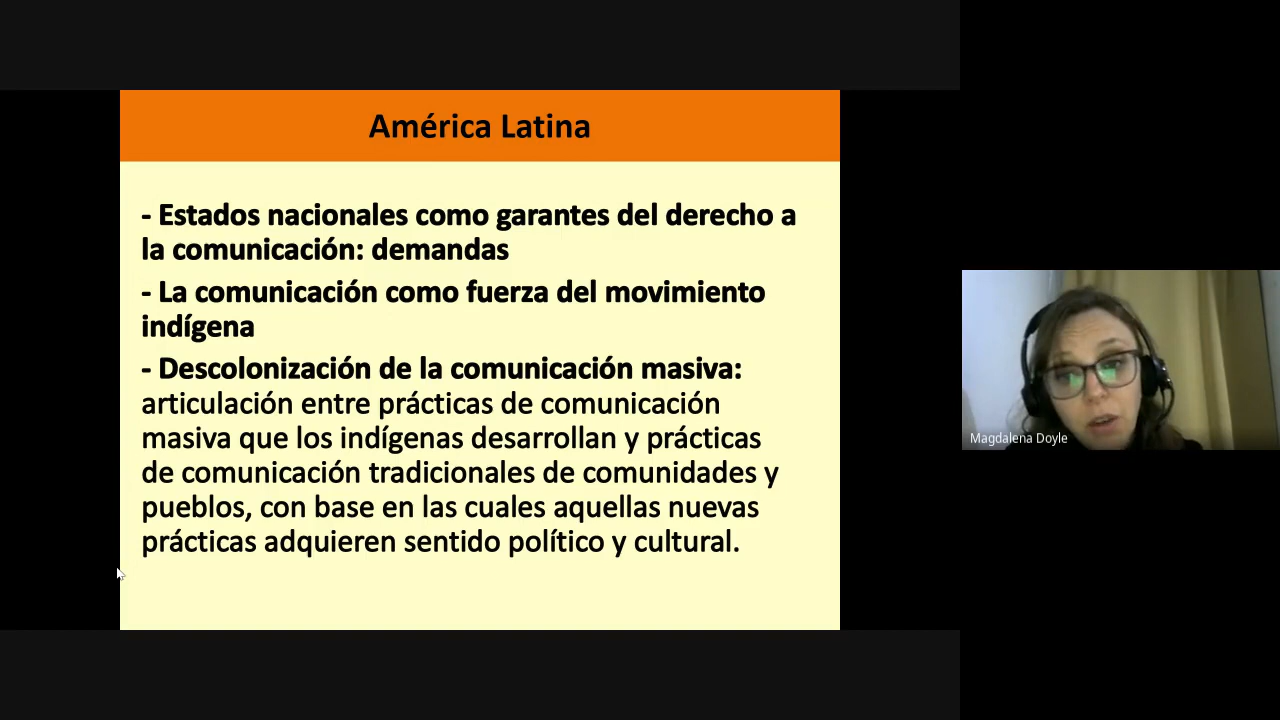 América Latina
- Estados nacionales como garantes del derecho a
la comunicación: demandas
- La comunicación como fuerza del movimiento
indígena
- Descolonización de la comunicación masiva:
articulación entre prácticas de comunicación
masiva que los indígenas desarrollan y prácticas
de comunicación tradicionales de comunidades y
pueblos, con base en las cuales aquellas nuevas
prácticas adquieren sentido político y cultural.
Magdalena Doyle